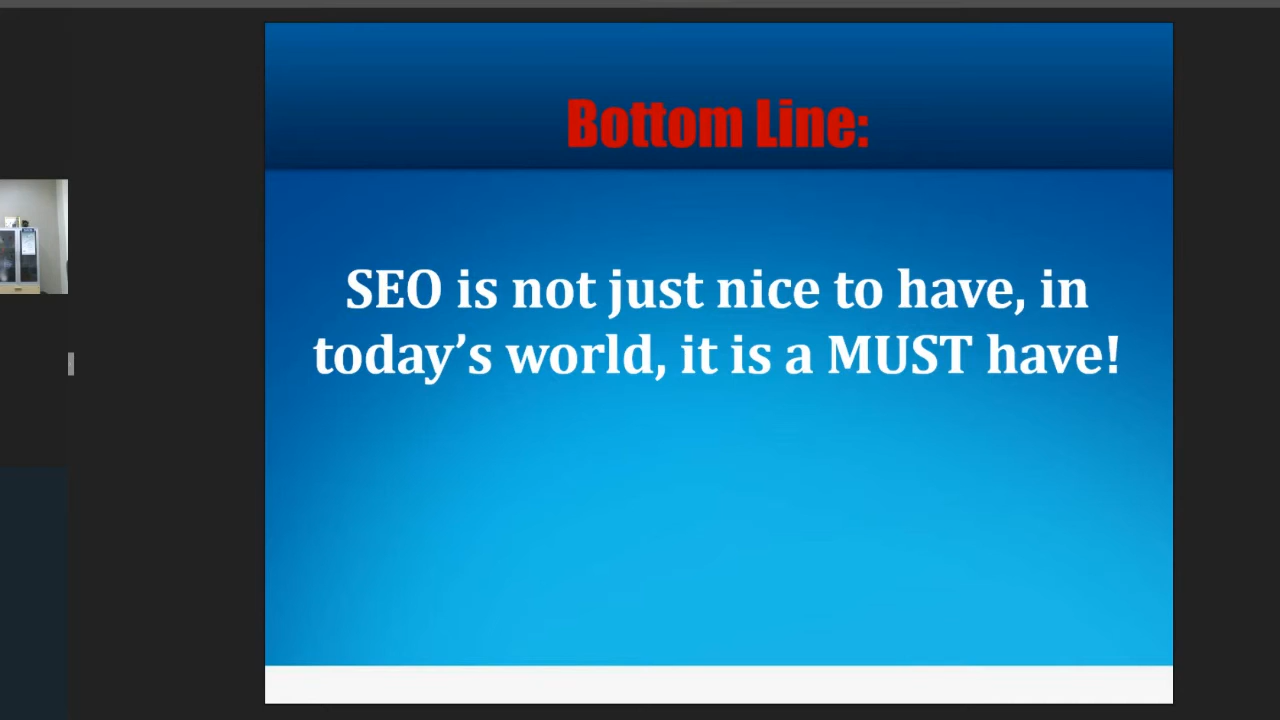 Bottom Line:
SEO is not just nice to have, in
today’s world, it is a MUST have!